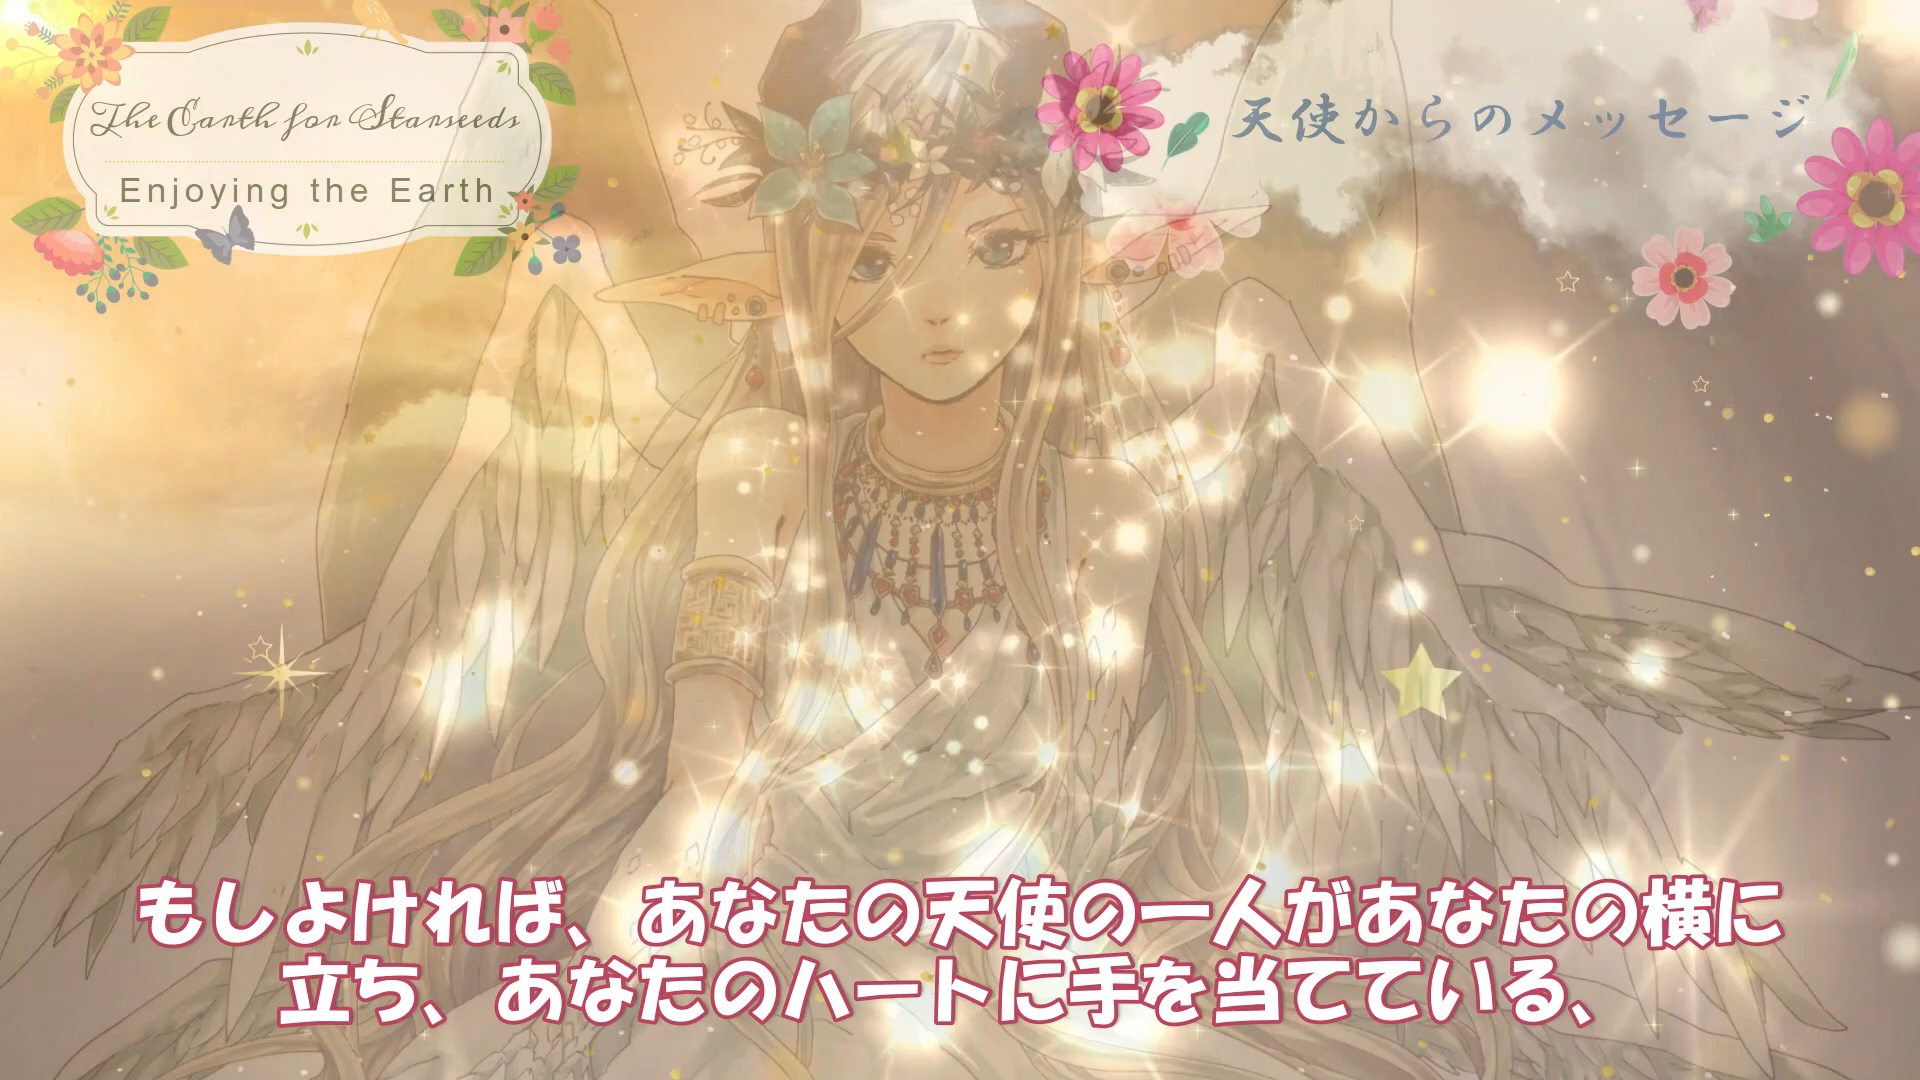 The Earth for Starseeds
Enjoying the Earth
天使からのメッセージ
もしよければ、あなたの天使の一人があなたの横に
立ち、あなたのハートに手を当てている、